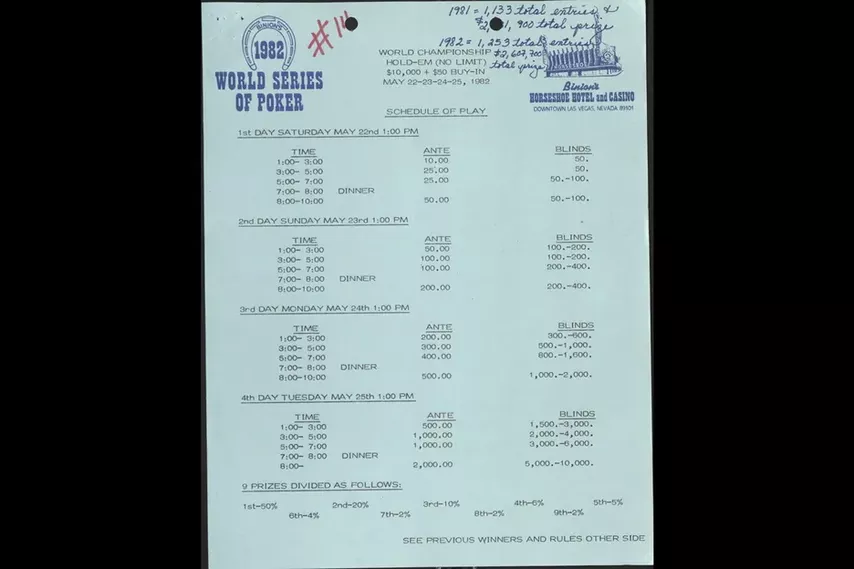 1981 = 1,133 total entries &
900 total prize
#1
1982 = 1,253 total entries
$2,607,700
total prize
BINION'S
1982
WORLD SERIES
OF POKER
WORLD CHAMPIONSHIP
HOLD-EM (NO LIMIT)
$10,000 + $50 BUY-IN
MAY 22-23-24-25, 1982
Binion's
HORSESHOE HOTEL and CASINO
DOWNTOWN LAS VEGAS, NEVADA 89101
SCHEDULE OF PLAY
1st DAY SATURDAY MAY 22nd 1:00 PM
TIME ANTE BLINDS
1:00- 3:00 10.00 50.
3:00- 5:00 25.00 50.
5:00- 7:00 25.00 50.-100.
7:00- 8:00 DINNER
8:00-10:00 50.00 50.-100.
2nd DAY SUNDAY MAY 23rd 1:00 PM
TIME ANTE BLINDS
1:00- 3:00 50.00 100.-200.
3:00- 5:00 100.00 100.-200.
5:00- 7:00 100.00 200.-400.
7:00- 8:00 DINNER
8:00-10:00 200.00 200.-400.
3rd DAY MONDAY MAY 24th 1:00 PM
TIME ANTE BLINDS
1:00- 3:00 200.00 300.-600.
3:00- 5:00 300.00 500.-1,000.
5:00- 7:00 400.00 800.-1,600.
7:00- 8:00 DINNER
8:00-10:00 500.00 1,000.-2,000.
4th DAY TUESDAY MAY 25th 1:00 PM
TIME ANTE BLINDS
1:00- 3:00 500.00 1,500.-3,000.
3:00- 5:00 1,000.00 2,000.-4,000.
5:00- 7:00 1,000.00 3,000.-6,000.
7:00- 8:00 DINNER
8:00- 2,000.00 5,000.-10,000.
9 PRIZES DIVIDED AS FOLLOWS:
1st-50% 2nd-20% 3rd-10% 4th-6% 5th-5%
6th-4% 7th-2% 8th-2% 9th-2%
SEE PREVIOUS WINNERS AND RULES OTHER SIDE